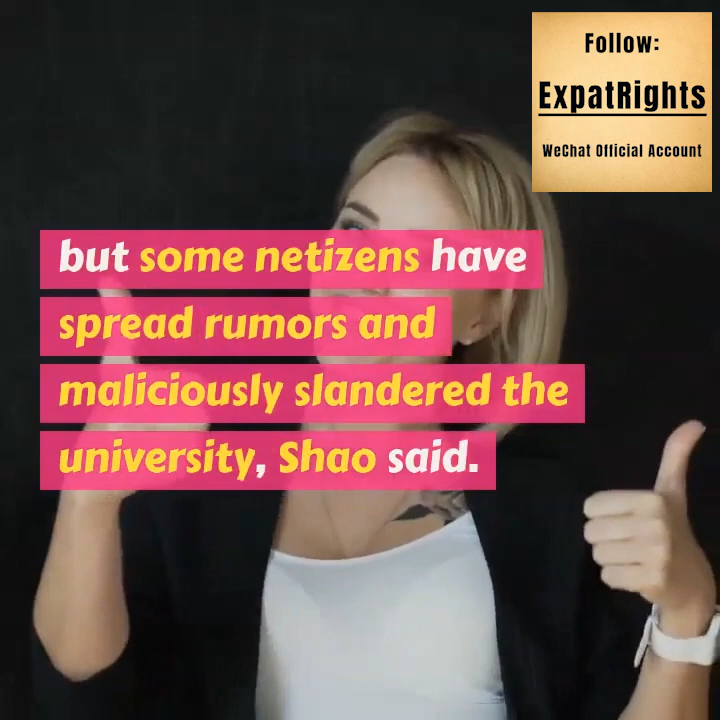 Follow:
ExpatRights
WeChat Official Account
but some netizens have
spread rumors and
maliciously slandered the
university, Shao said.